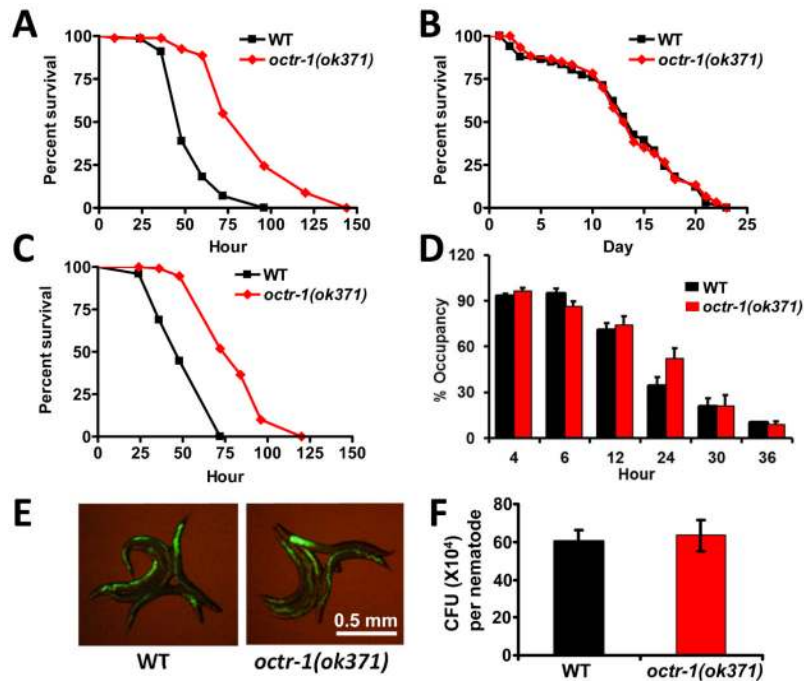 A
Percent survival
100
75
50
25
0
0 25 50 75 100 125 150
Hour
WT
octr-1(ok371)
B
Percent survival
100
75
50
25
0
0 5 10 15 20 25
Day
WT
octr-1(ok371)
C
Percent survival
100
75
50
25
0
0 25 50 75 100 125 150
Hour
WT
octr-1(ok371)
D
% Occupancy
120
90
60
30
0
4 6 12 24 30 36
Hour
WT
octr-1(ok371)
E
0.5 mm
WT octr-1(ok371)
F
CFU (X10⁴)
per nematode
80
60
40
20
0
WT octr-1(ok371)